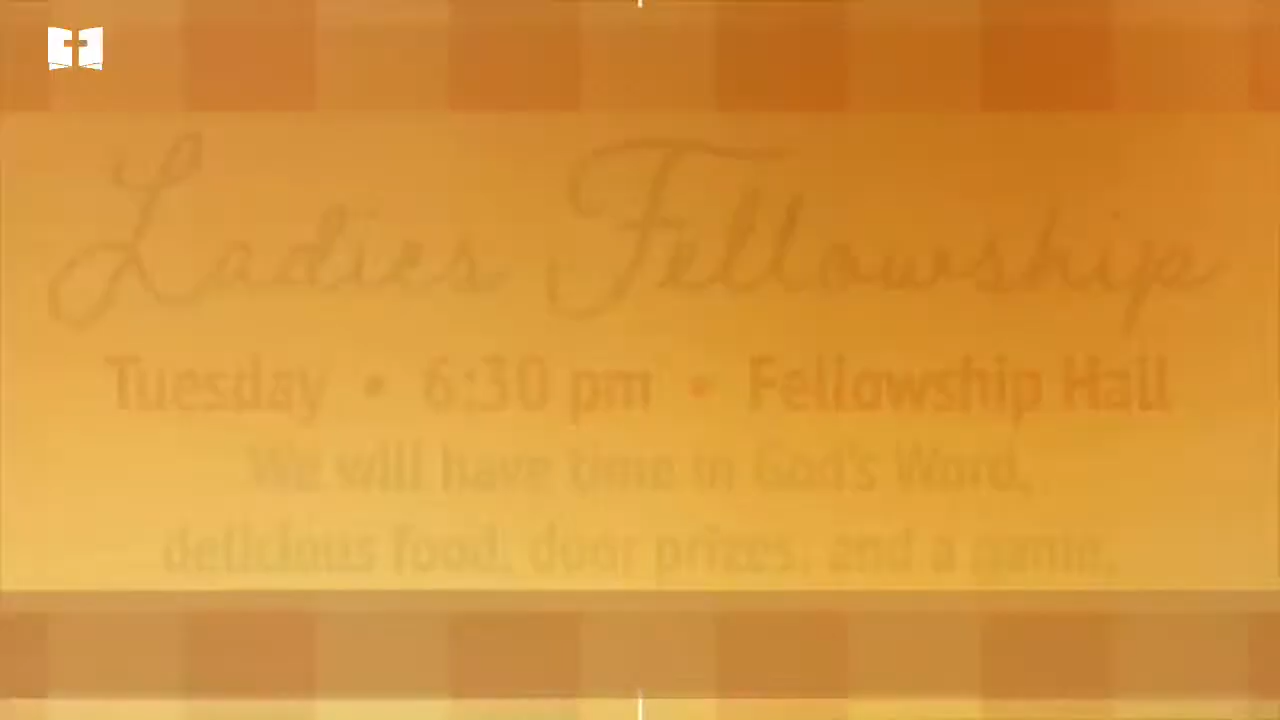 Ladies Fellowship
Tuesday • 6:30 pm • Fellowship Hall
We will have time in God's Word,
delicious food, door prizes, and a game.